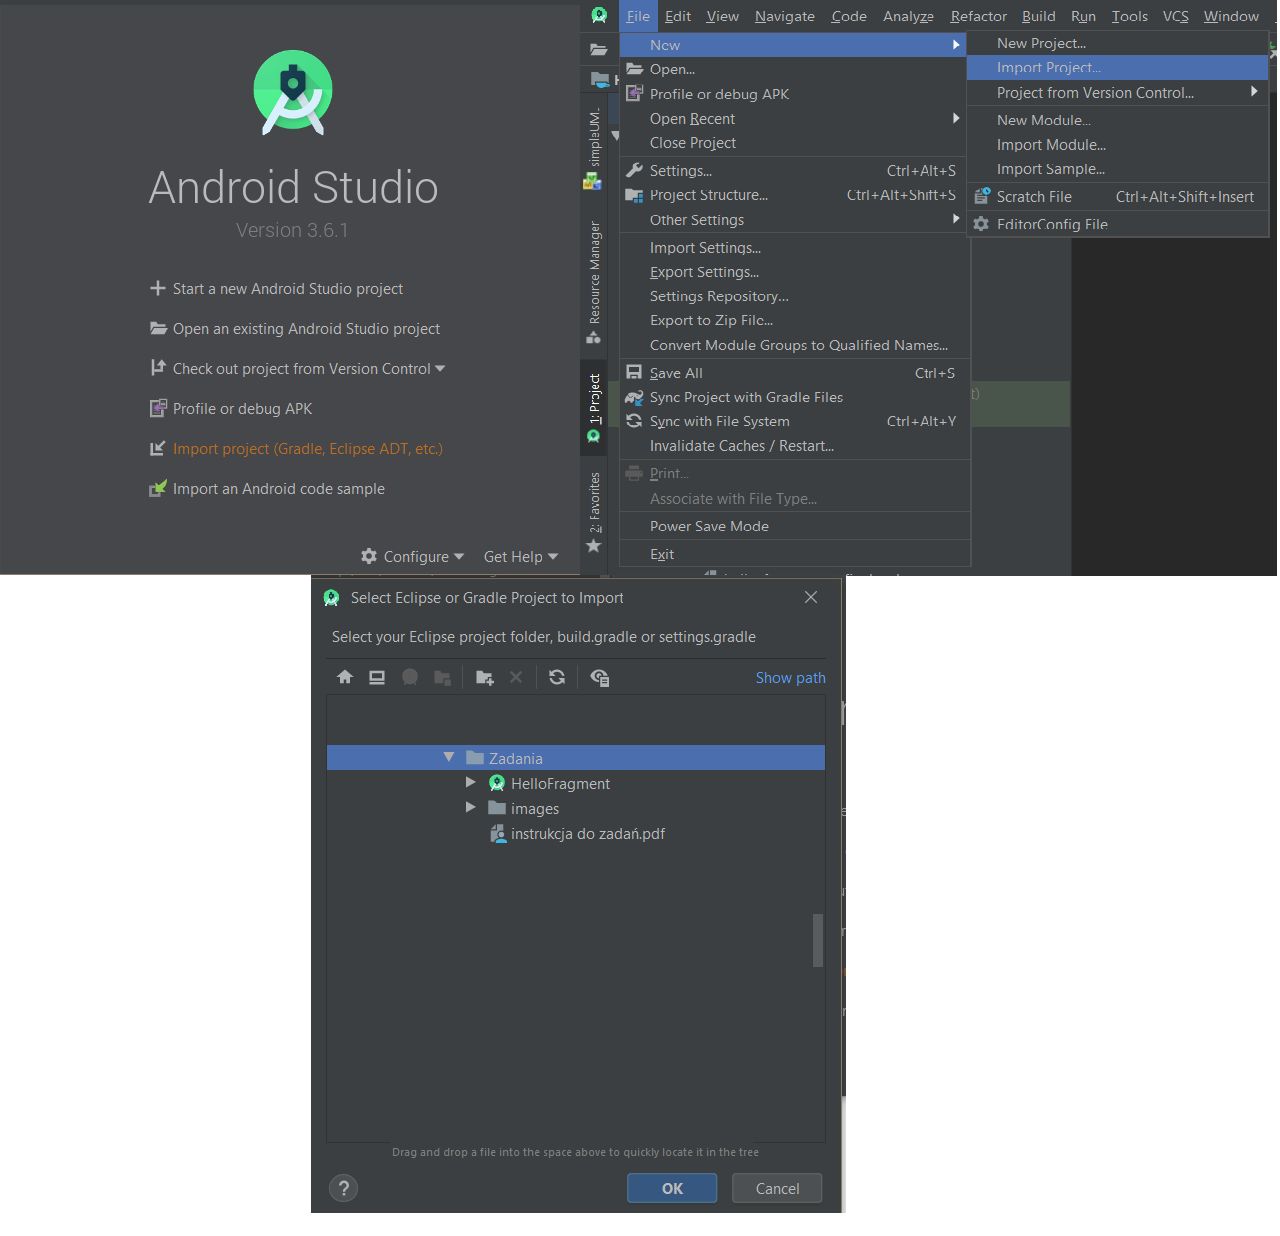 Android Studio
Version 3.6.1
Start a new Android Studio project
Open an existing Android Studio project
Check out project from Version Control
Profile or debug APK
Import project (Gradle, Eclipse ADT, etc.)
Import an Android code sample
Configure
Get Help
File Edit View Navigate Code Analyze Refactor Build Run Tools VCS Window
New
Open...
Profile or debug APK
Open Recent
Close Project
Settings... Ctrl+Alt+S
Project Structure... Ctrl+Alt+Shift+S
Other Settings
Import Settings...
Export Settings...
Settings Repository...
Export to Zip File...
Convert Module Groups to Qualified Names...
Save All Ctrl+S
Sync Project with Gradle Files
Sync with File System Ctrl+Alt+Y
Invalidate Caches / Restart...
Print...
Associate with File Type...
Power Save Mode
Exit
New Project...
Import Project...
Project from Version Control...
New Module...
Import Module...
Import Sample...
Scratch File Ctrl+Alt+Shift+Insert
EditorConfig File
Resource Manager
1: Project
2: Favorites
Select Eclipse or Gradle Project to Import
Select your Eclipse project folder, build.gradle or settings.gradle
Show path
Zadania
HelloFragment
images
instrukcja do zadań.pdf
Drag and drop a file into the space above to quickly locate it in the tree
?
OK
Cancel